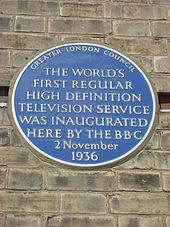 GREATER LONDON COUNCIL
THE WORLD'S
FIRST REGULAR
HIGH DEFINITION
TELEVISION SERVICE
WAS INAUGURATED
HERE BY THE B·B·C
2 November
1936